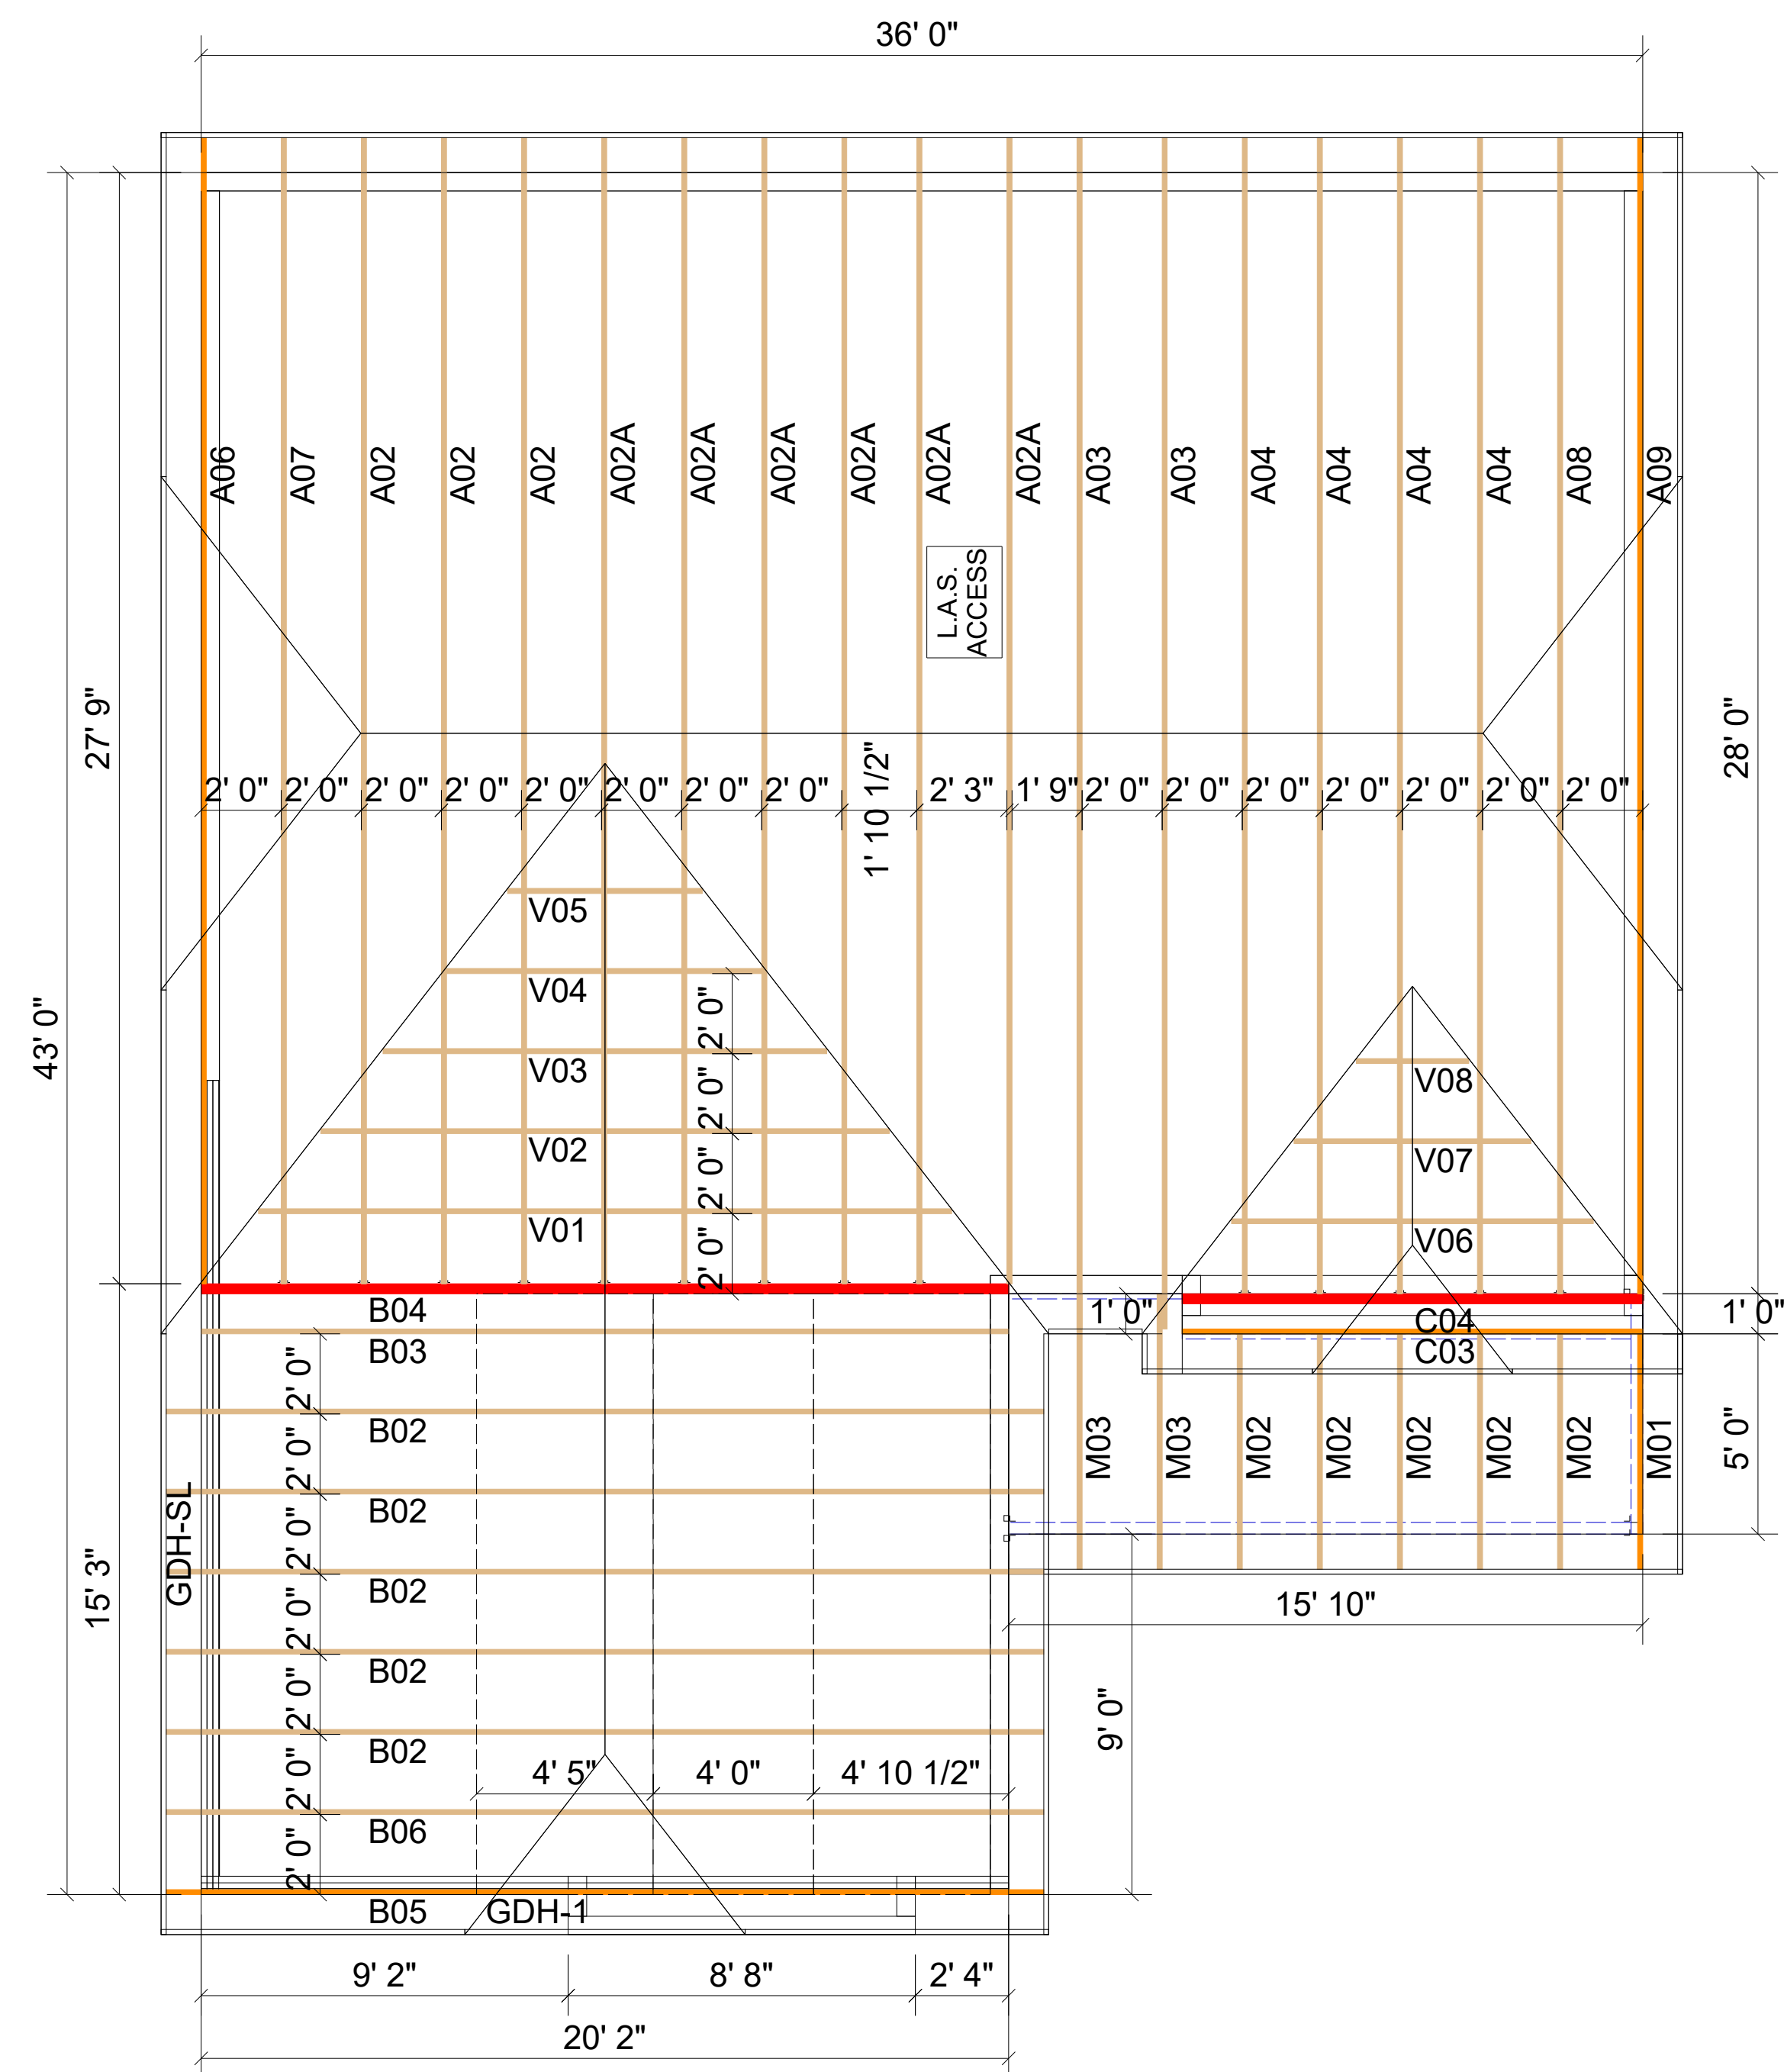 36' 0"
A06
A07
A02
A02
A02
A02A
A02A
A02A
A02A
A02A
A02A
A03
A03
A04
A04
A04
A04
A08
A09
L.A.S.
ACCESS
27' 9"
28' 0"
43' 0"
2' 0"
2' 0"
2' 0"
2' 0"
2' 0"
2' 0"
2' 0"
2' 0"
1' 10 1/2"
2' 3"
1' 9"
2' 0"
2' 0"
2' 0"
2' 0"
2' 0"
2' 0"
2' 0"
V05
V04
V03
V02
V01
2' 0"
2' 0"
2' 0"
2' 0"
V08
V07
V06
B04
B03
B02
B02
B02
B02
B02
B06
B05
2' 0"
2' 0"
2' 0"
2' 0"
2' 0"
2' 0"
2' 0"
GDH-SL
15' 3"
1' 0"
C04
C03
1' 0"
M03
M03
M02
M02
M02
M02
M02
M01
5' 0"
15' 10"
9' 0"
4' 5"
4' 0"
4' 10 1/2"
GDH-1
9' 2"
8' 8"
2' 4"
20' 2"